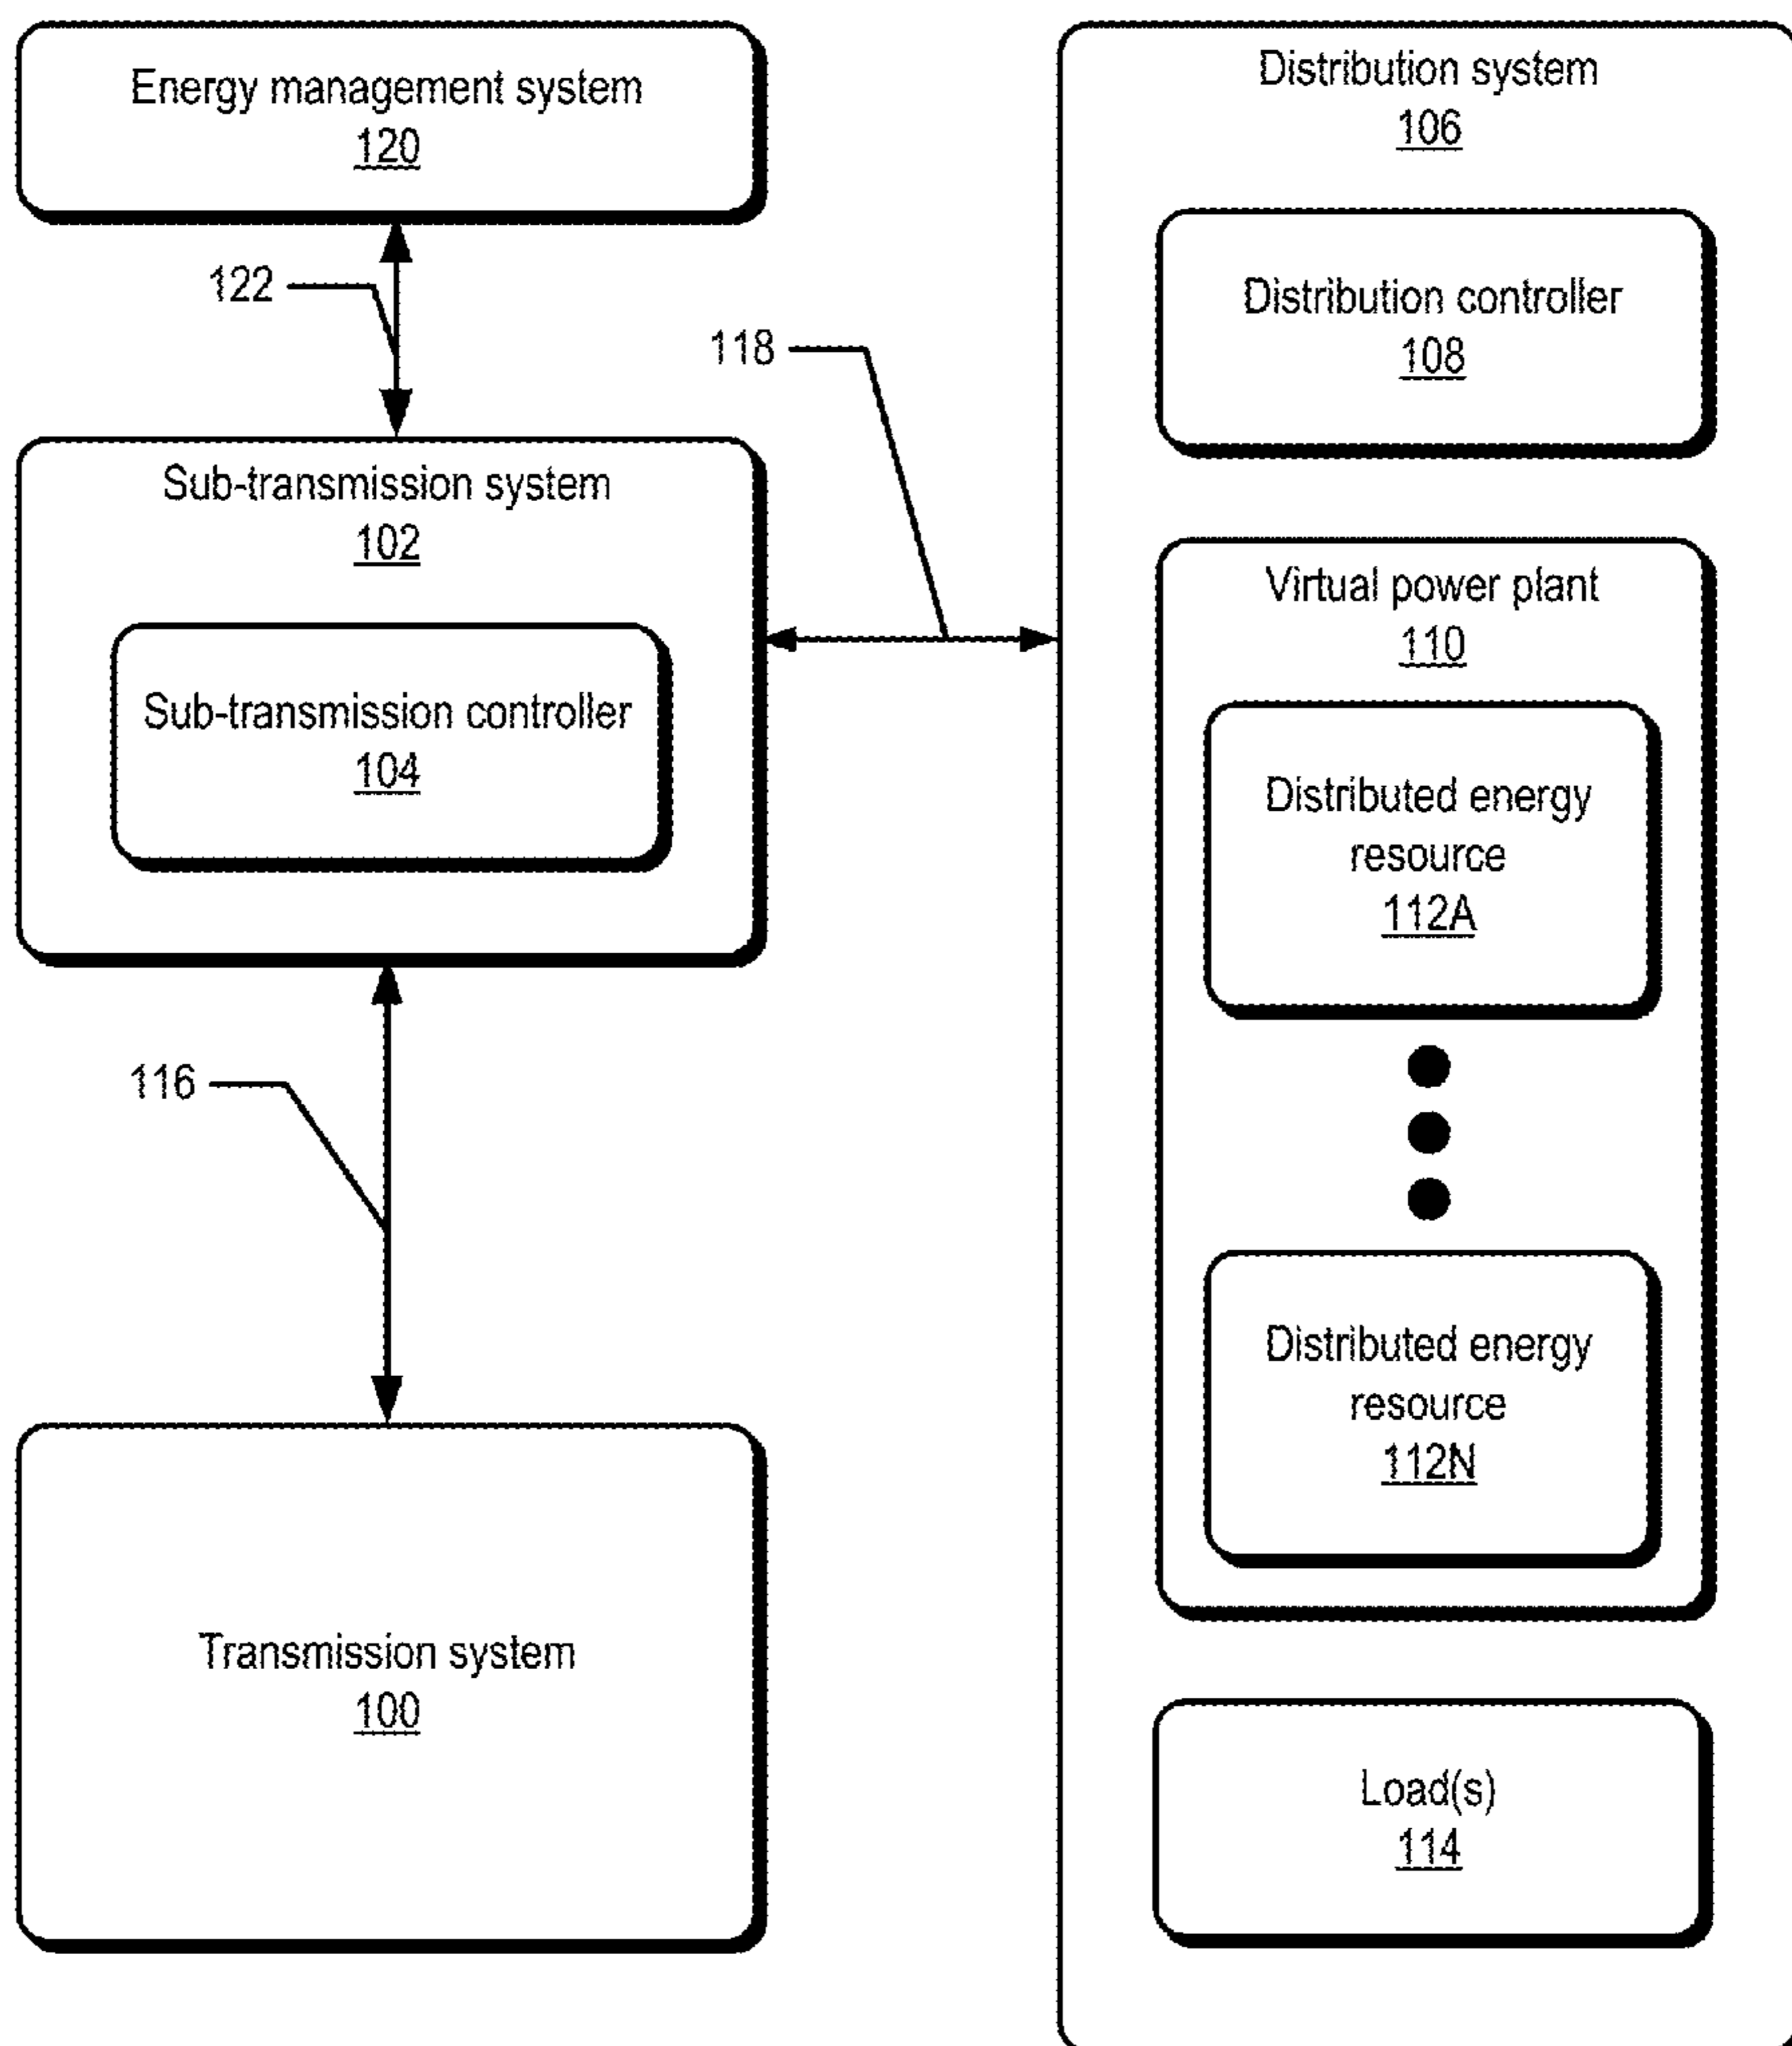 Energy management system
120
122
Sub-transmission system
102
Sub-transmission controller
104
116
Transmission system
100
118
Distribution system
106
Distribution controller
108
Virtual power plant
110
Distributed energy
resource
112A
Distributed energy
resource
112N
Load(s)
114